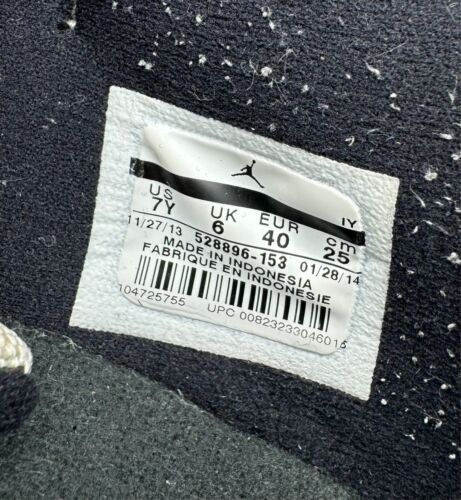 IY
US UK EUR cm
7Y 6 40 25
11/27/13 528896-153 01/28/14
MADE IN INDONESIA
FABRIQUE EN INDONESIE
104725755
UPC 00823233046016